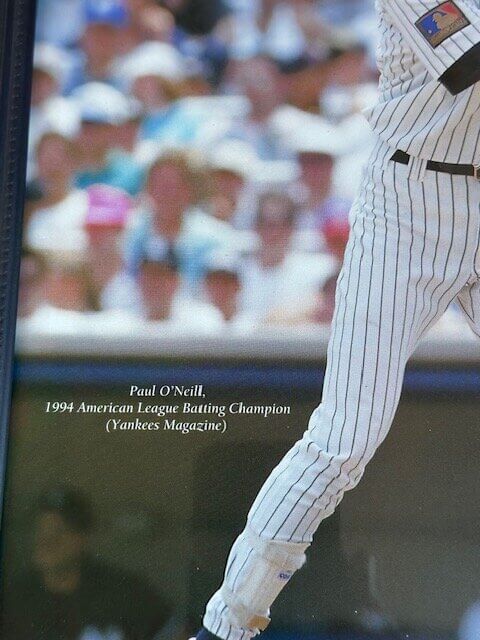 Paul O'Neill,
1994 American League Batting Champion
(Yankees Magazine)